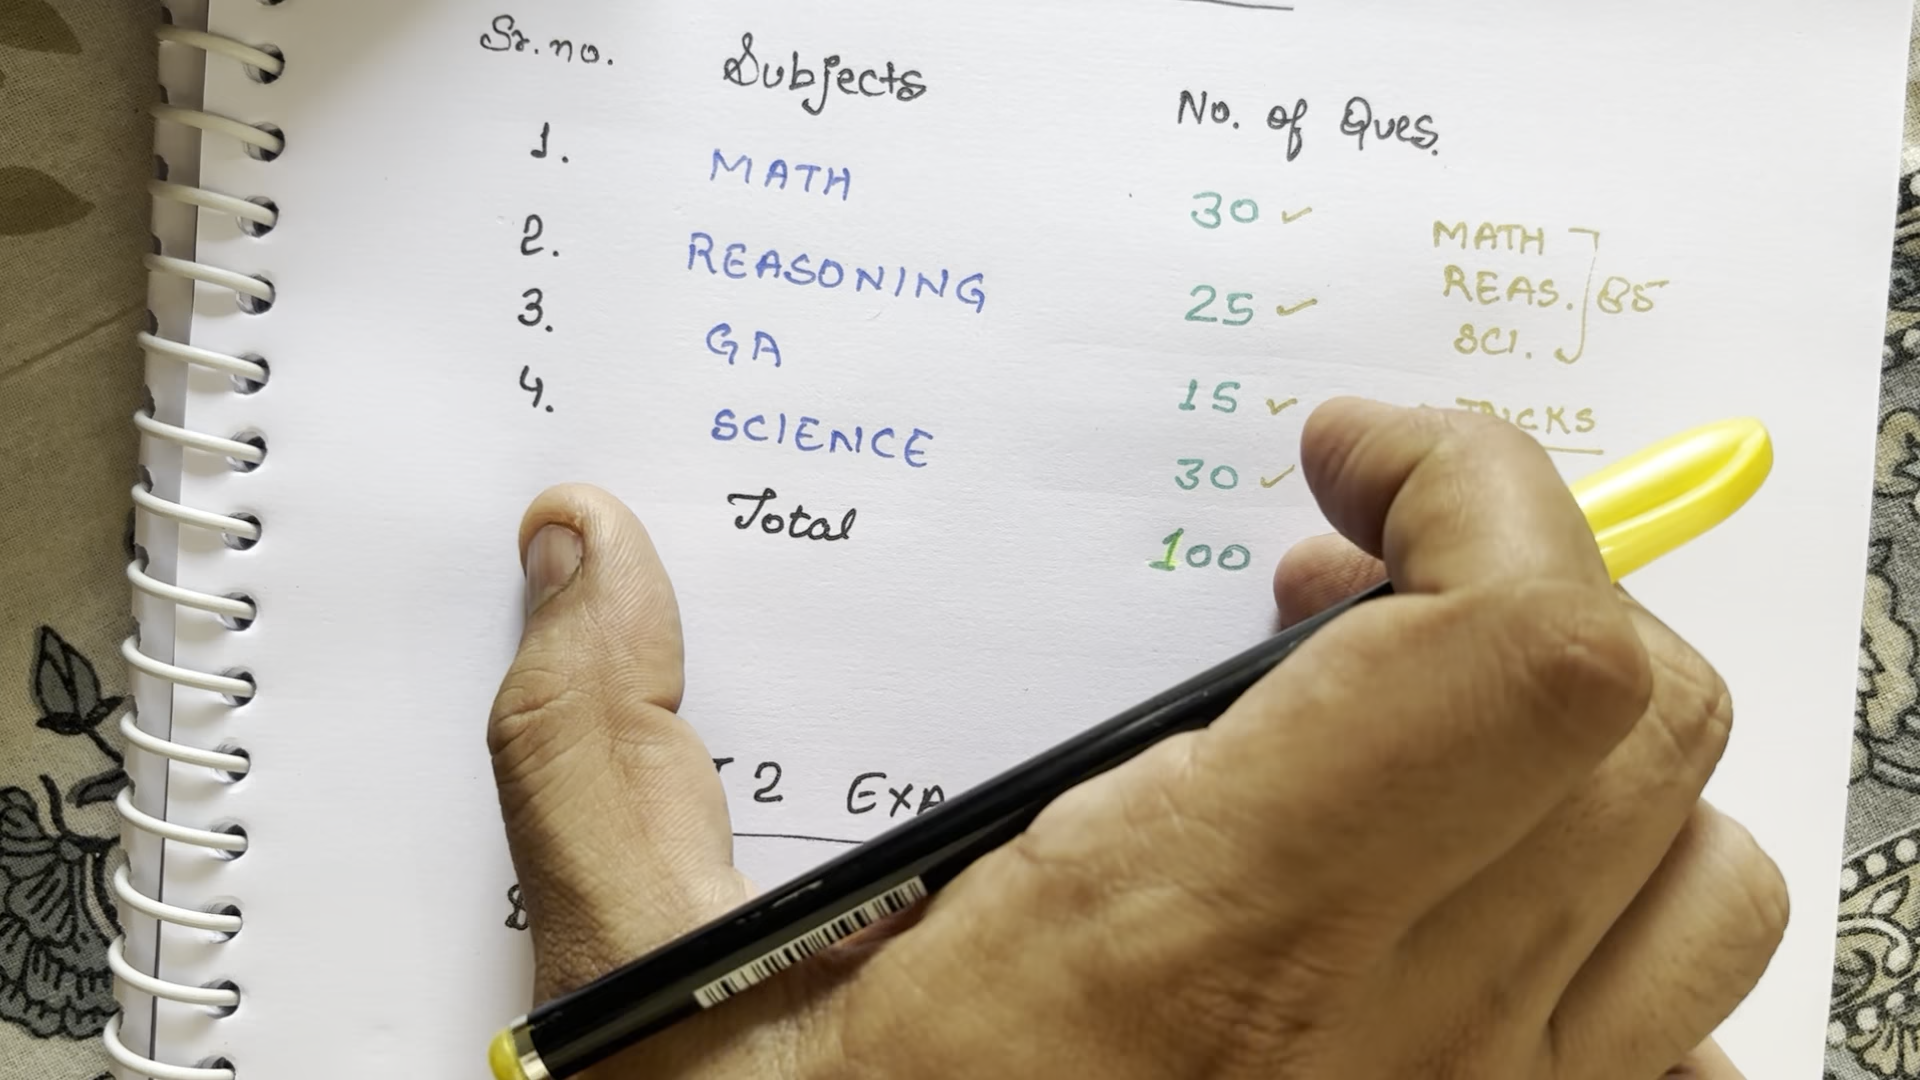 Sr.no. Subjects No. of Ques.
1. MATH 30 ✓
2. REASONING 25 ✓
3. GA 15 ✓
4. SCIENCE 30 ✓
Total 100
MATH
REAS. 85
SCI.
TRICKS
2